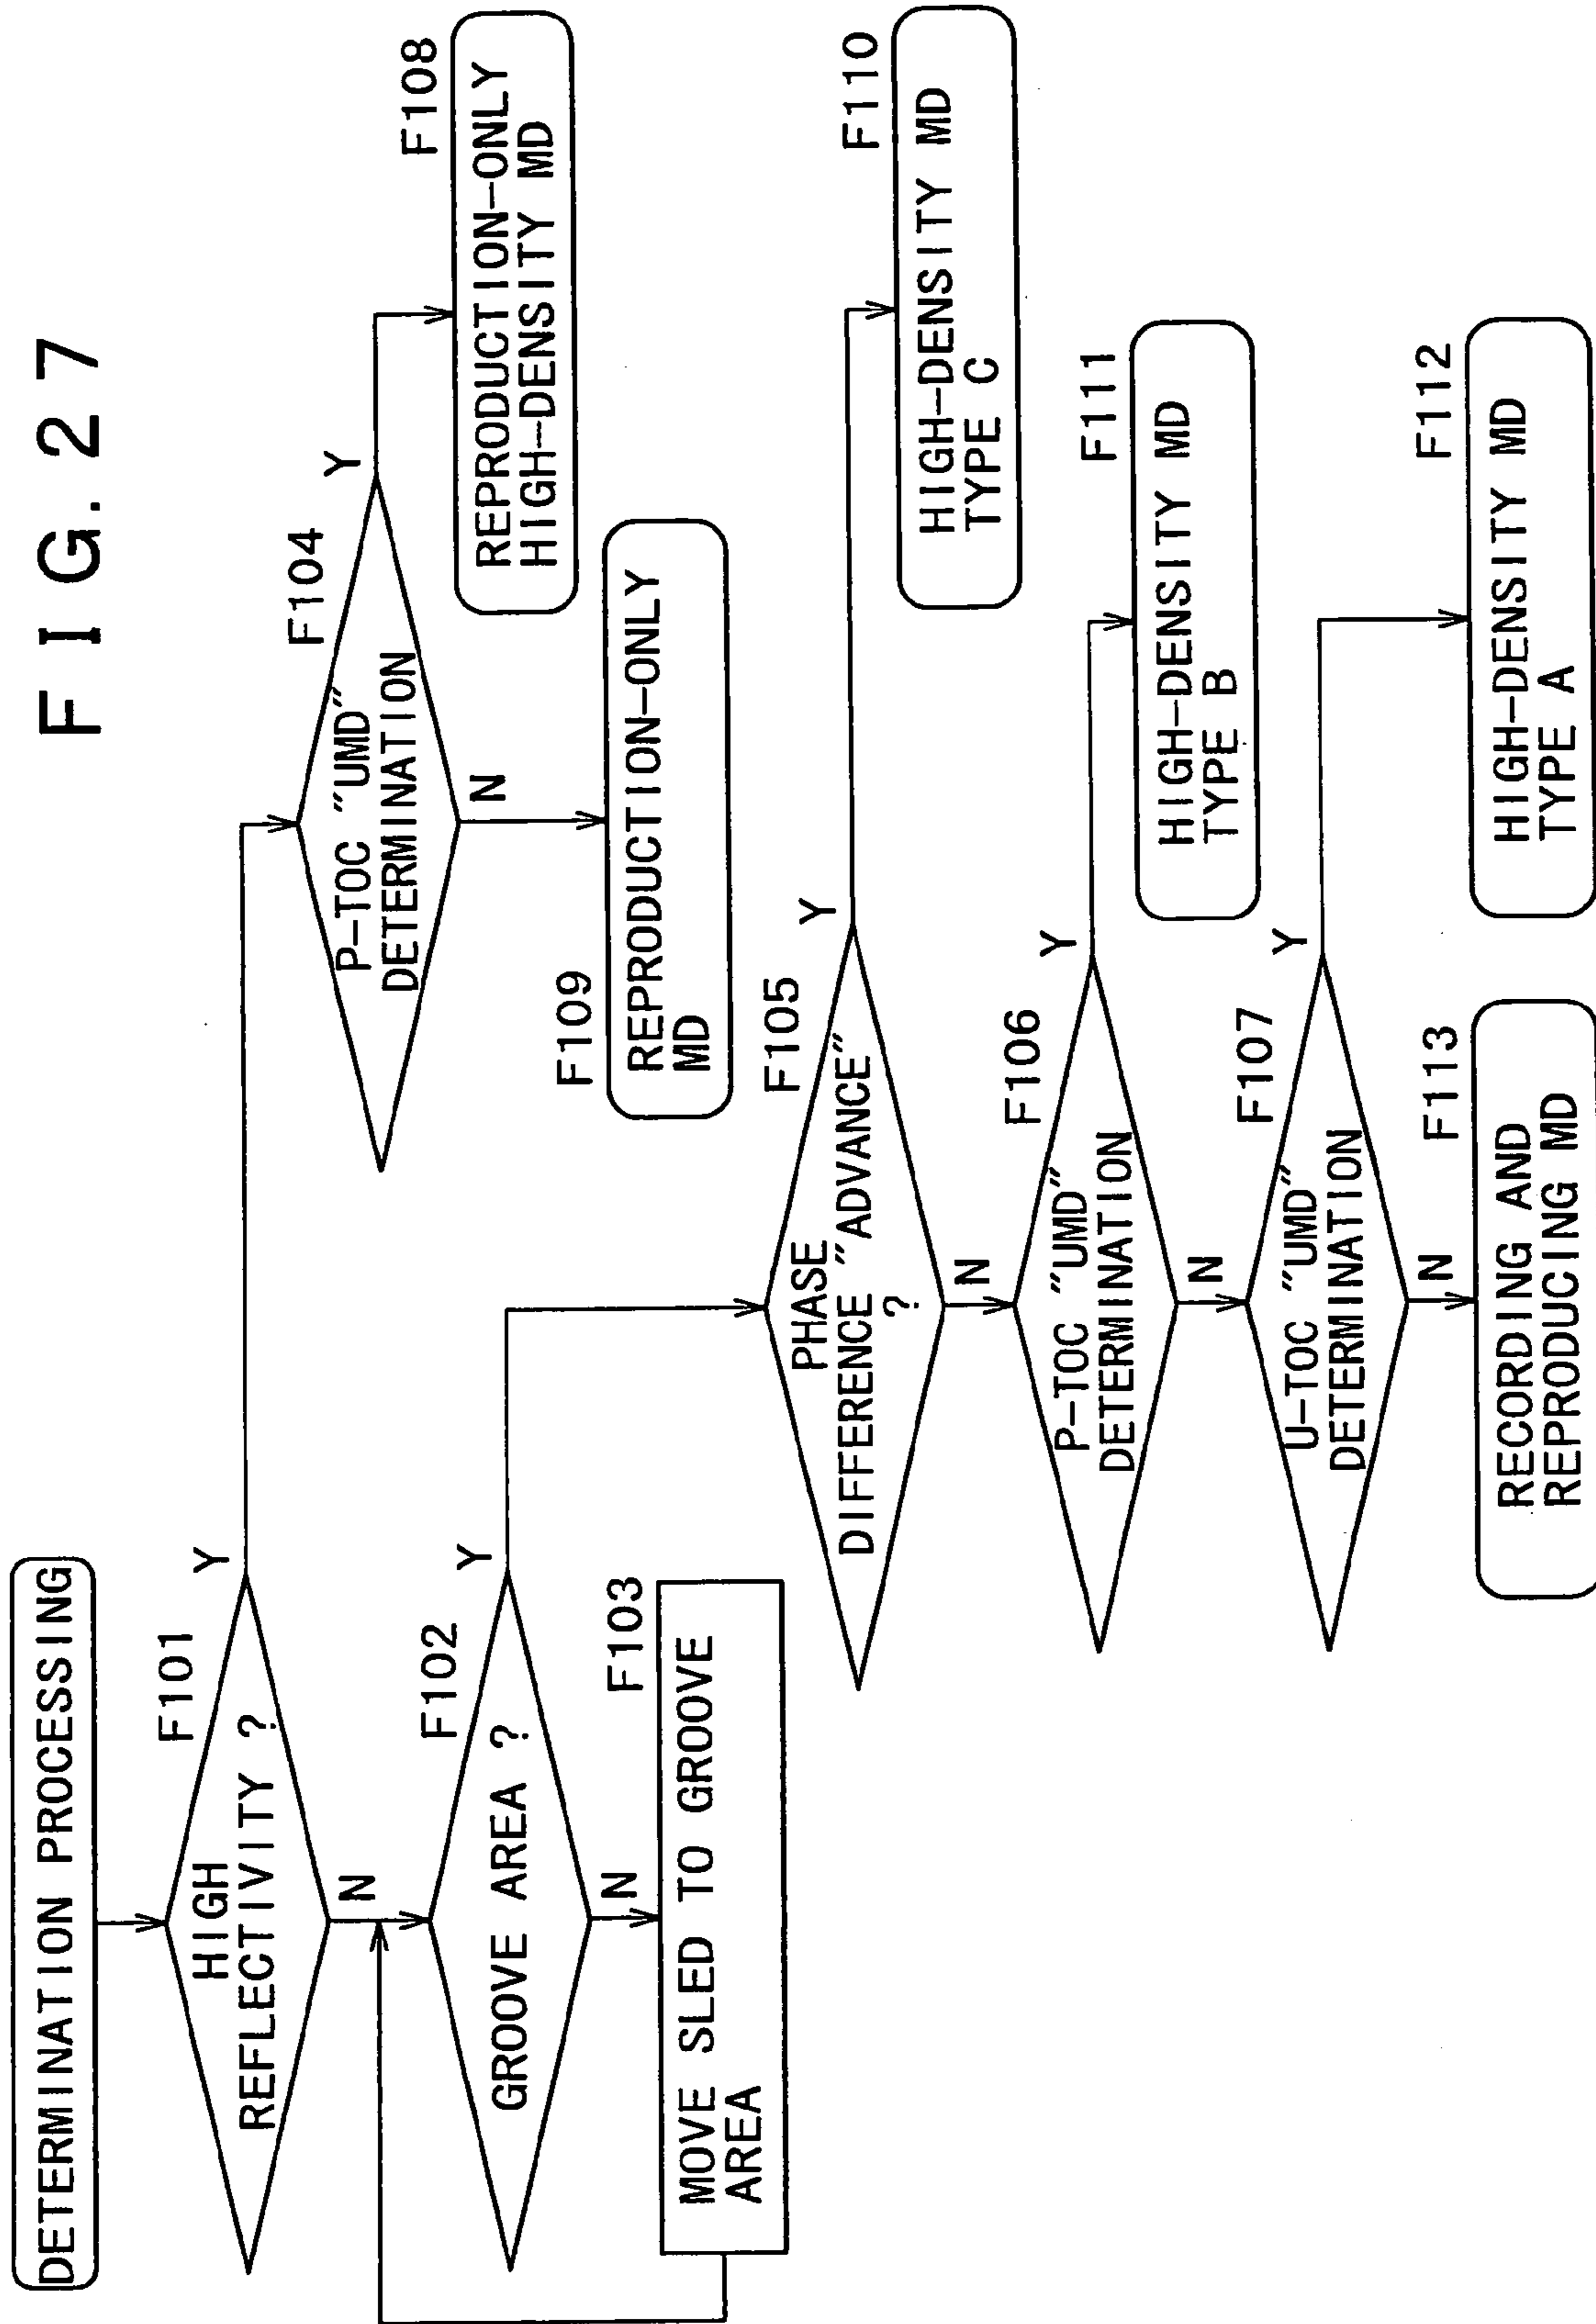 FIG. 27
DETERMINATION PROCESSING
F101
HIGH
REFLECTIVITY ?
Y
N
F102
GROOVE AREA ?
Y
N
F103
MOVE SLED TO GROOVE
AREA
F104
P-TOC "UMD"
DETERMINATION
Y
N
F108
REPRODUCTION-ONLY
HIGH-DENSITY MD
F109
REPRODUCTION-ONLY
MD
F105
PHASE
DIFFERENCE "ADVANCE"
?
Y
N
F110
HIGH-DENSITY MD
TYPE C
F106
P-TOC "UMD"
DETERMINATION
Y
N
F111
HIGH-DENSITY MD
TYPE B
F107
U-TOC "UMD"
DETERMINATION
Y
N
F112
HIGH-DENSITY MD
TYPE A
F113
RECORDING AND
REPRODUCING MD